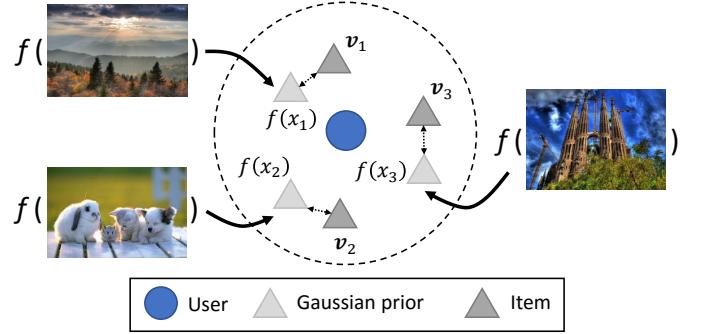 f(        )
v₁
f(x₁)
v₃
f(        )
f(x₂)
f(x₃)
f(        )
v₂
User
Gaussian prior
Item